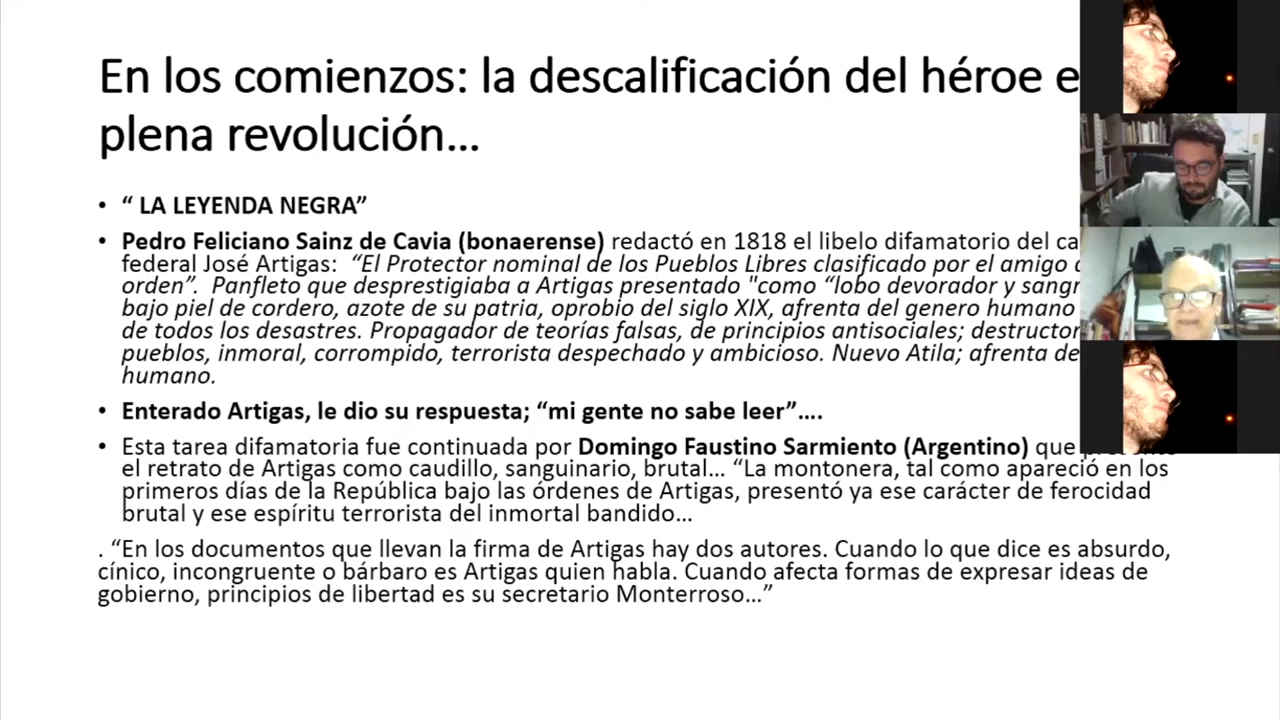 En los comienzos: la descalificación del héroe e
plena revolución…
• “ LA LEYENDA NEGRA”
• Pedro Feliciano Sainz de Cavia (bonaerense) redactó en 1818 el libelo difamatorio del ca
federal José Artigas: “El Protector nominal de los Pueblos Libres clasificado por el amigo
orden”. Panfleto que desprestigiaba a Artigas presentado "como “lobo devorador y sangr
bajo piel de cordero, azote de su patria, oprobio del siglo XIX, afrenta del genero humano
de todos los desastres. Propagador de teorías falsas, de principios antisociales; destructor
pueblos, inmoral, corrompido, terrorista despechado y ambicioso. Nuevo Atila; afrenta de
humano.
• Enterado Artigas, le dio su respuesta; “mi gente no sabe leer”….
• Esta tarea difamatoria fue continuada por Domingo Faustino Sarmiento (Argentino) que
el retrato de Artigas como caudillo, sanguinario, brutal… “La montonera, tal como apareció en los
primeros días de la República bajo las órdenes de Artigas, presentó ya ese carácter de ferocidad
brutal y ese espíritu terrorista del inmortal bandido…
. “En los documentos que llevan la firma de Artigas hay dos autores. Cuando lo que dice es absurdo,
cínico, incongruente o bárbaro es Artigas quien habla. Cuando afecta formas de expresar ideas de
gobierno, principios de libertad es su secretario Monterroso…”